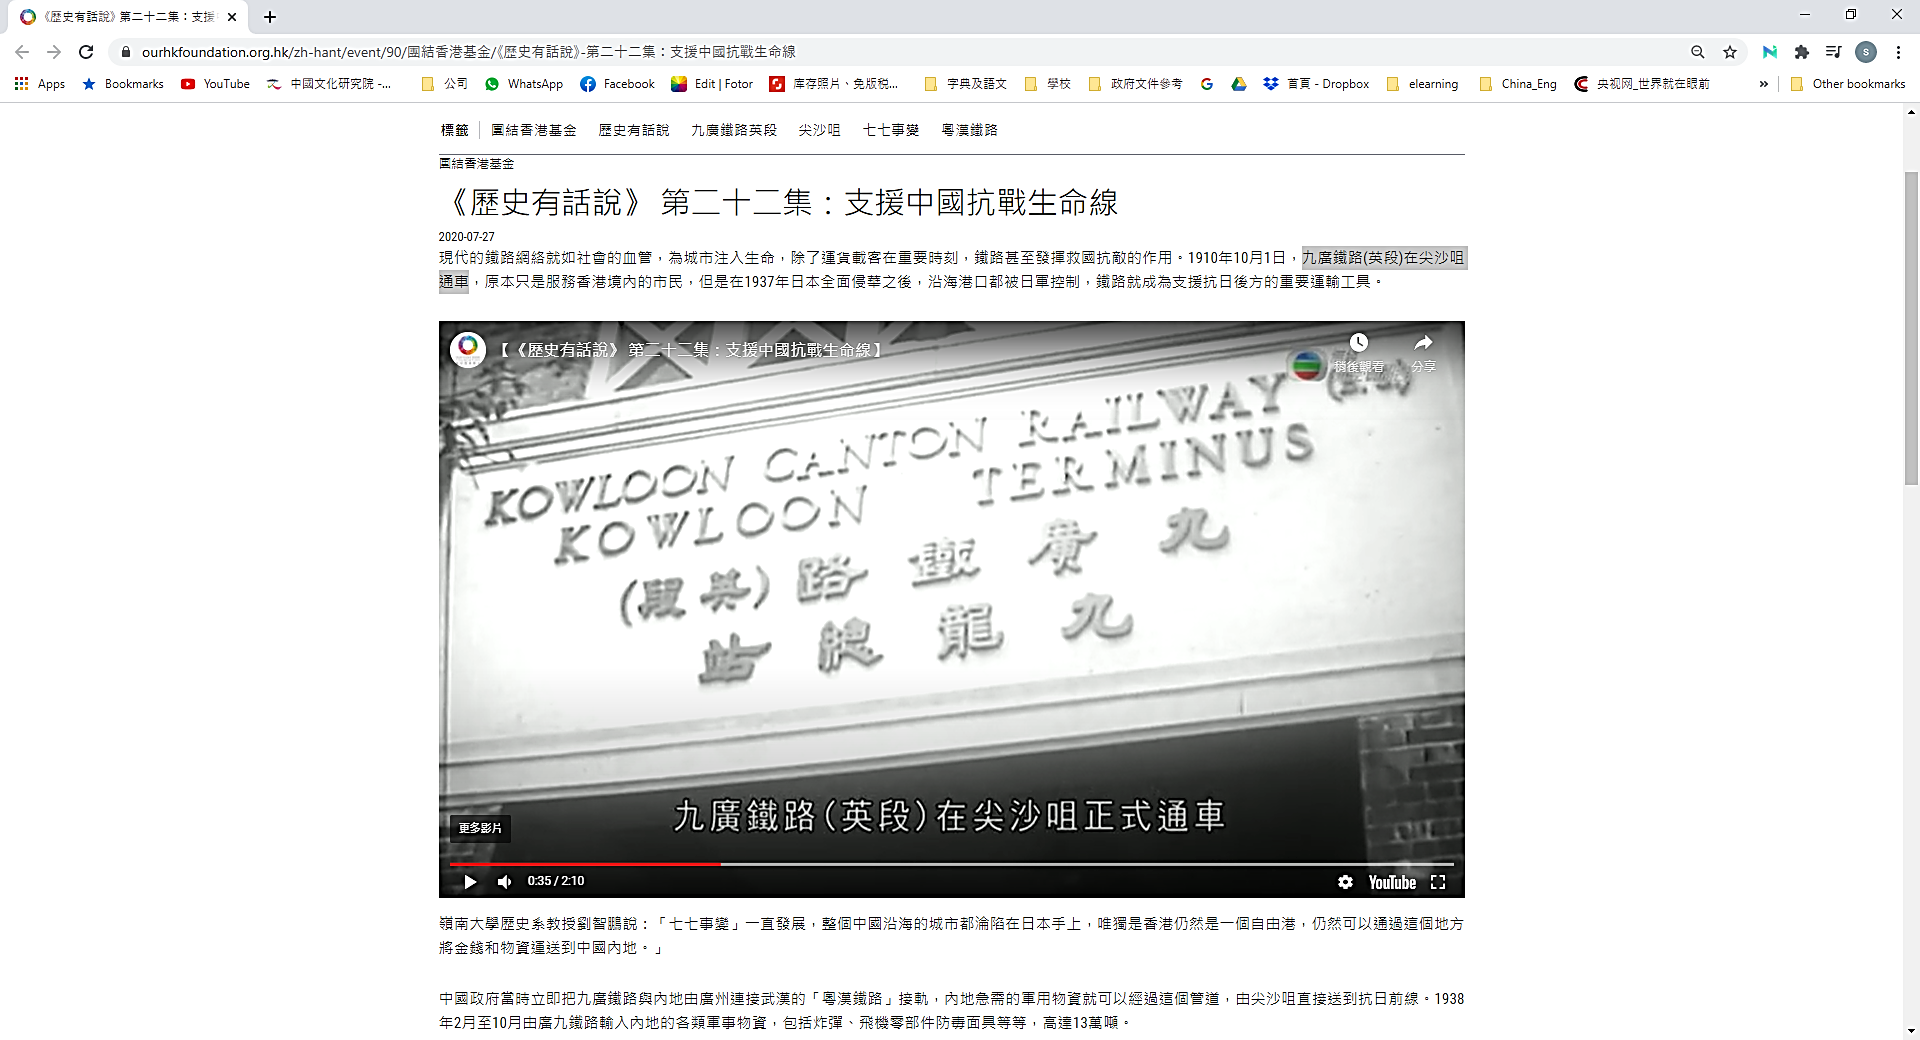 《歷史有話說》第二十二集：支援
ourhkfoundation.org.hk/zh-hant/event/90/團結香港基金/《歷史有話說》-第二十二集：支援中國抗戰生命線
S
Apps Bookmarks YouTube 中國文化研究院 -... 公司 WhatsApp Facebook Edit | Fotor 库存照片、免版税... 字典及語文 學校 政府文件參考 首頁 - Dropbox elearning China_Eng 央视网_世界就在眼前 » Other bookmarks
標籤 團結香港基金 歷史有話說 九廣鐵路英段 尖沙咀 七七事變 粵漢鐵路
團結香港基金
《歷史有話說》 第二十二集：支援中國抗戰生命線
2020-07-27
現代的鐵路網絡就如社會的血管，為城市注入生命，除了運貨載客在重要時刻，鐵路甚至發揮救國抗敵的作用。1910年10月1日，九廣鐵路(英段)在尖沙咀
通車，原本只是服務香港境內的市民，但是在1937年日本全面侵華之後，沿海港口都被日軍控制，鐵路就成為支援抗日後方的重要運輸工具。
【《歷史有話說》 第二十二集：支援中國抗戰生命線】
稍後觀看 分享
KOWLOON CANTON RAILWAY
KOWLOON TERMINUS
(段英)路鐵廣九
站總龍九
九廣鐵路(英段)在尖沙咀正式通車
更多影片
0:35 / 2:10 YouTube
嶺南大學歷史系教授劉智鵬說：「七七事變」一直發展，整個中國沿海的城市都淪陷在日本手上，唯獨是香港仍然是一個自由港，仍然可以通過這個地方
將金錢和物資運送到中國內地。」
中國政府當時立即把九廣鐵路與內地由廣州連接武漢的「粵漢鐵路」接軌，內地急需的軍用物資就可以經過這個管道，由尖沙咀直接送到抗日前線。1938
年2月至10月由廣九鐵路輸入內地的各類軍事物資，包括炸彈、飛機零部件防毒面具等等，高達13萬噸。